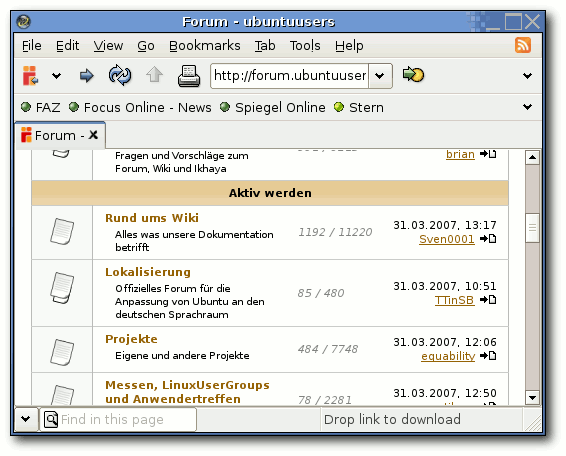 Forum - ubuntuusers
File Edit View Go Bookmarks Tab Tools Help
http://forum.ubuntuuser
FAZ Focus Online - News Spiegel Online Stern
Forum -
Fragen und Vorschläge zum
Forum, Wiki und Ikhaya
brian
Aktiv werden
Rund ums Wiki
Alles was unsere Dokumentation
betrifft
1192 / 11220
31.03.2007, 13:17
Sven0001
Lokalisierung
Offizielles Forum für die
Anpassung von Ubuntu an den
deutschen Sprachraum
85 / 480
31.03.2007, 10:51
TTinSB
Projekte
Eigene und andere Projekte
484 / 7748
31.03.2007, 12:06
equability
Messen, LinuxUserGroups
und Anwendertreffen
78 / 2281
31.03.2007, 12:50
Find in this page
Drop link to download